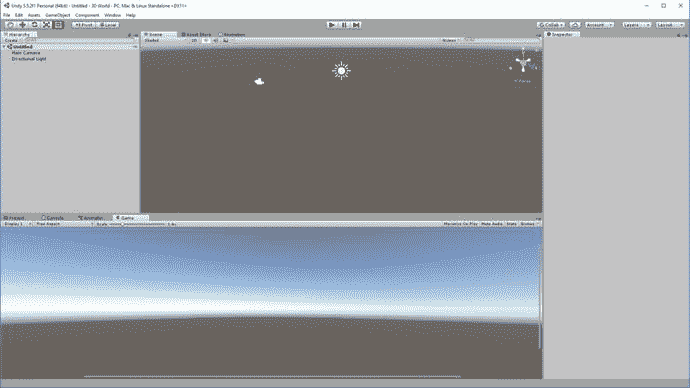 Unity 5.5.2f1 Personal (64bit) - Untitled - 3D World - PC, Mac & Linux Standalone <DX11>
File Edit Assets GameObject Component Window Help
Pivot Local Collab Account Layers Layout
Hierarchy Scene Asset Store Animation Inspector
Create Shaded 2D Gizmos
Untitled
Main Camera
Directional Light
Persp
Project Console Animator Game
Display 1 Free Aspect Scale Maximize On Play Mute Audio Stats Gizmos